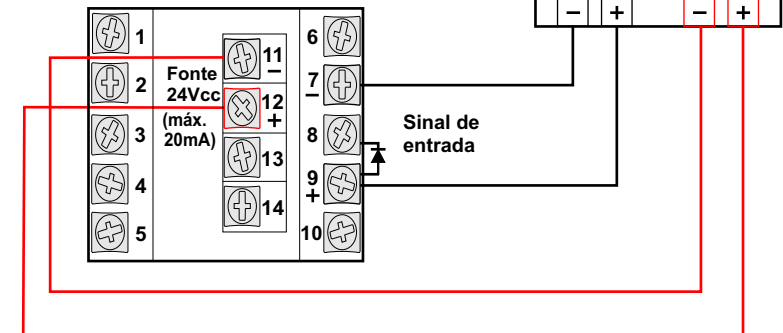 − + − +
1
2
3
4
5
Fonte
24Vcc
(máx.
20mA)
11
−
12
+
13
14
6
7
−
8
9
+
10
Sinal de
entrada